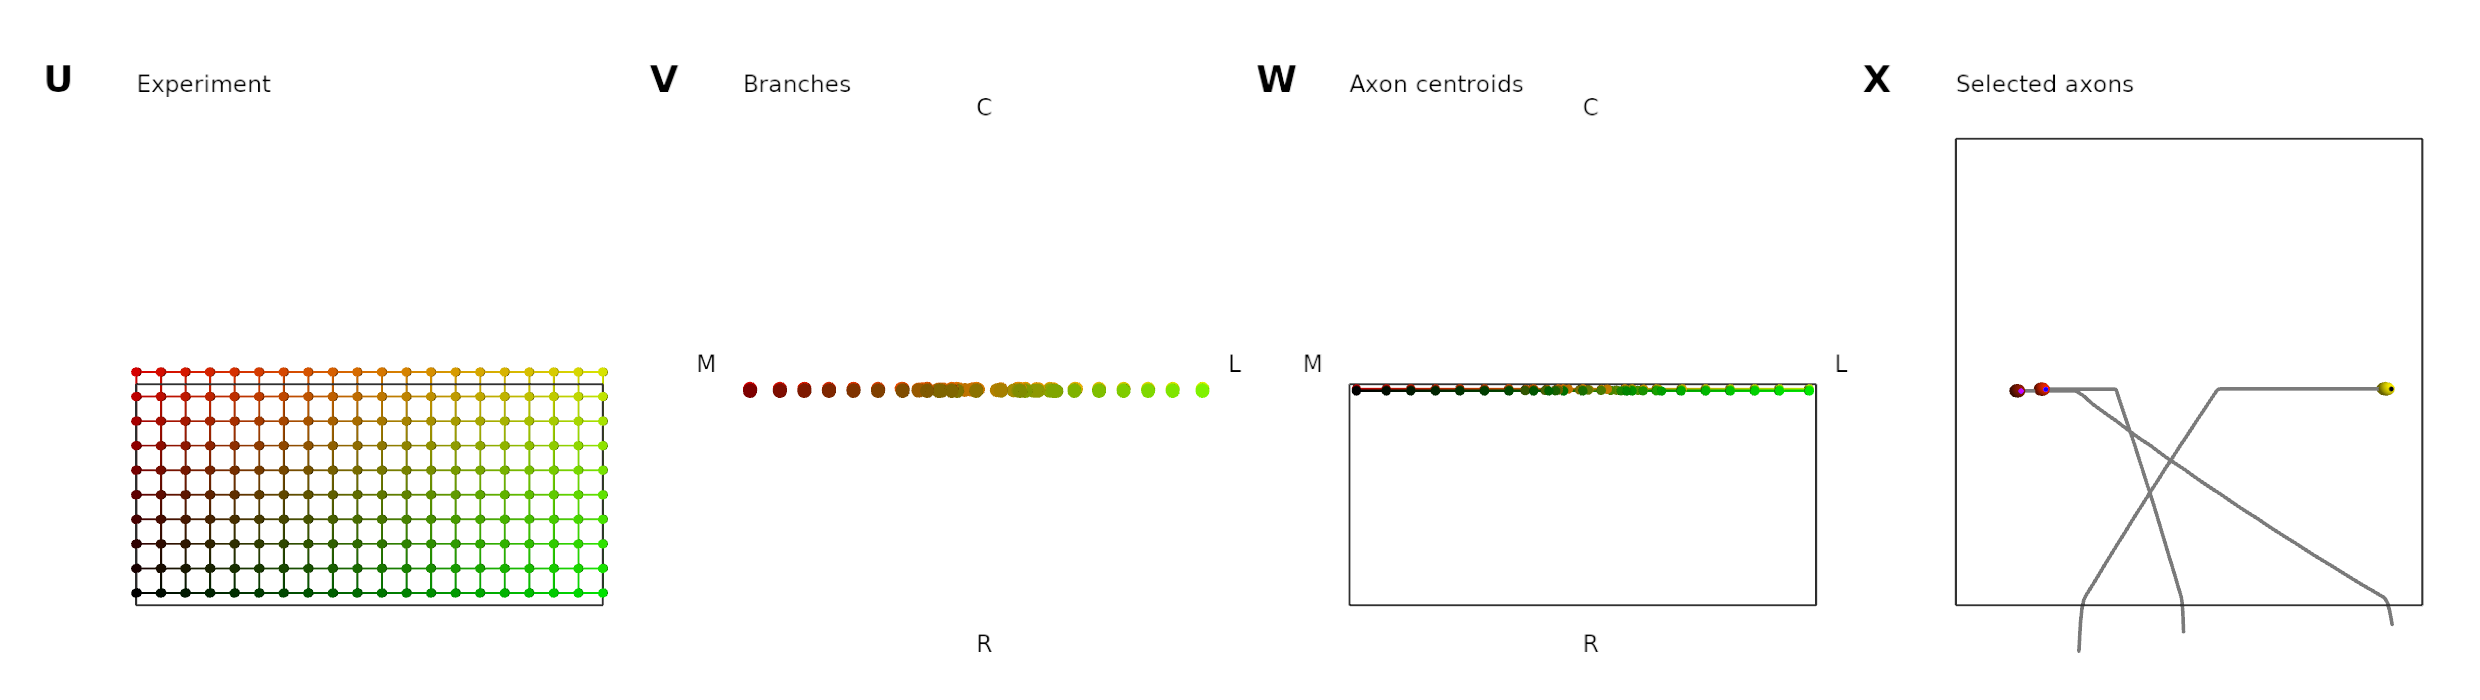 U Experiment
V Branches
C
M L
R
W Axon centroids
C
M L
R
X Selected axons